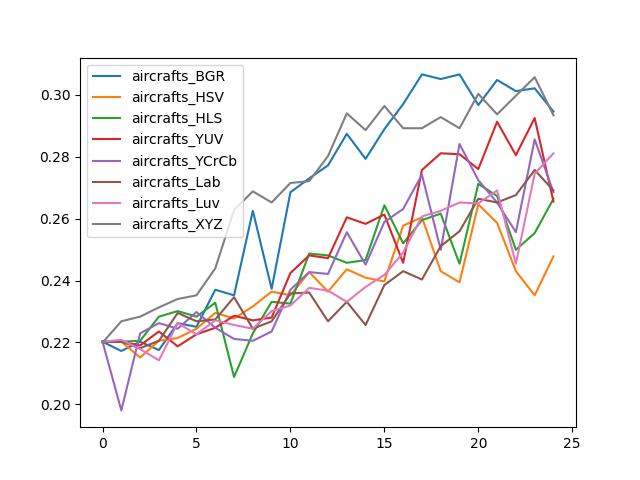 aircrafts_BGR
aircrafts_HSV
aircrafts_HLS
aircrafts_YUV
aircrafts_YCrCb
aircrafts_Lab
aircrafts_Luv
aircrafts_XYZ
0.30
0.28
0.26
0.24
0.22
0.20
0 5 10 15 20 25